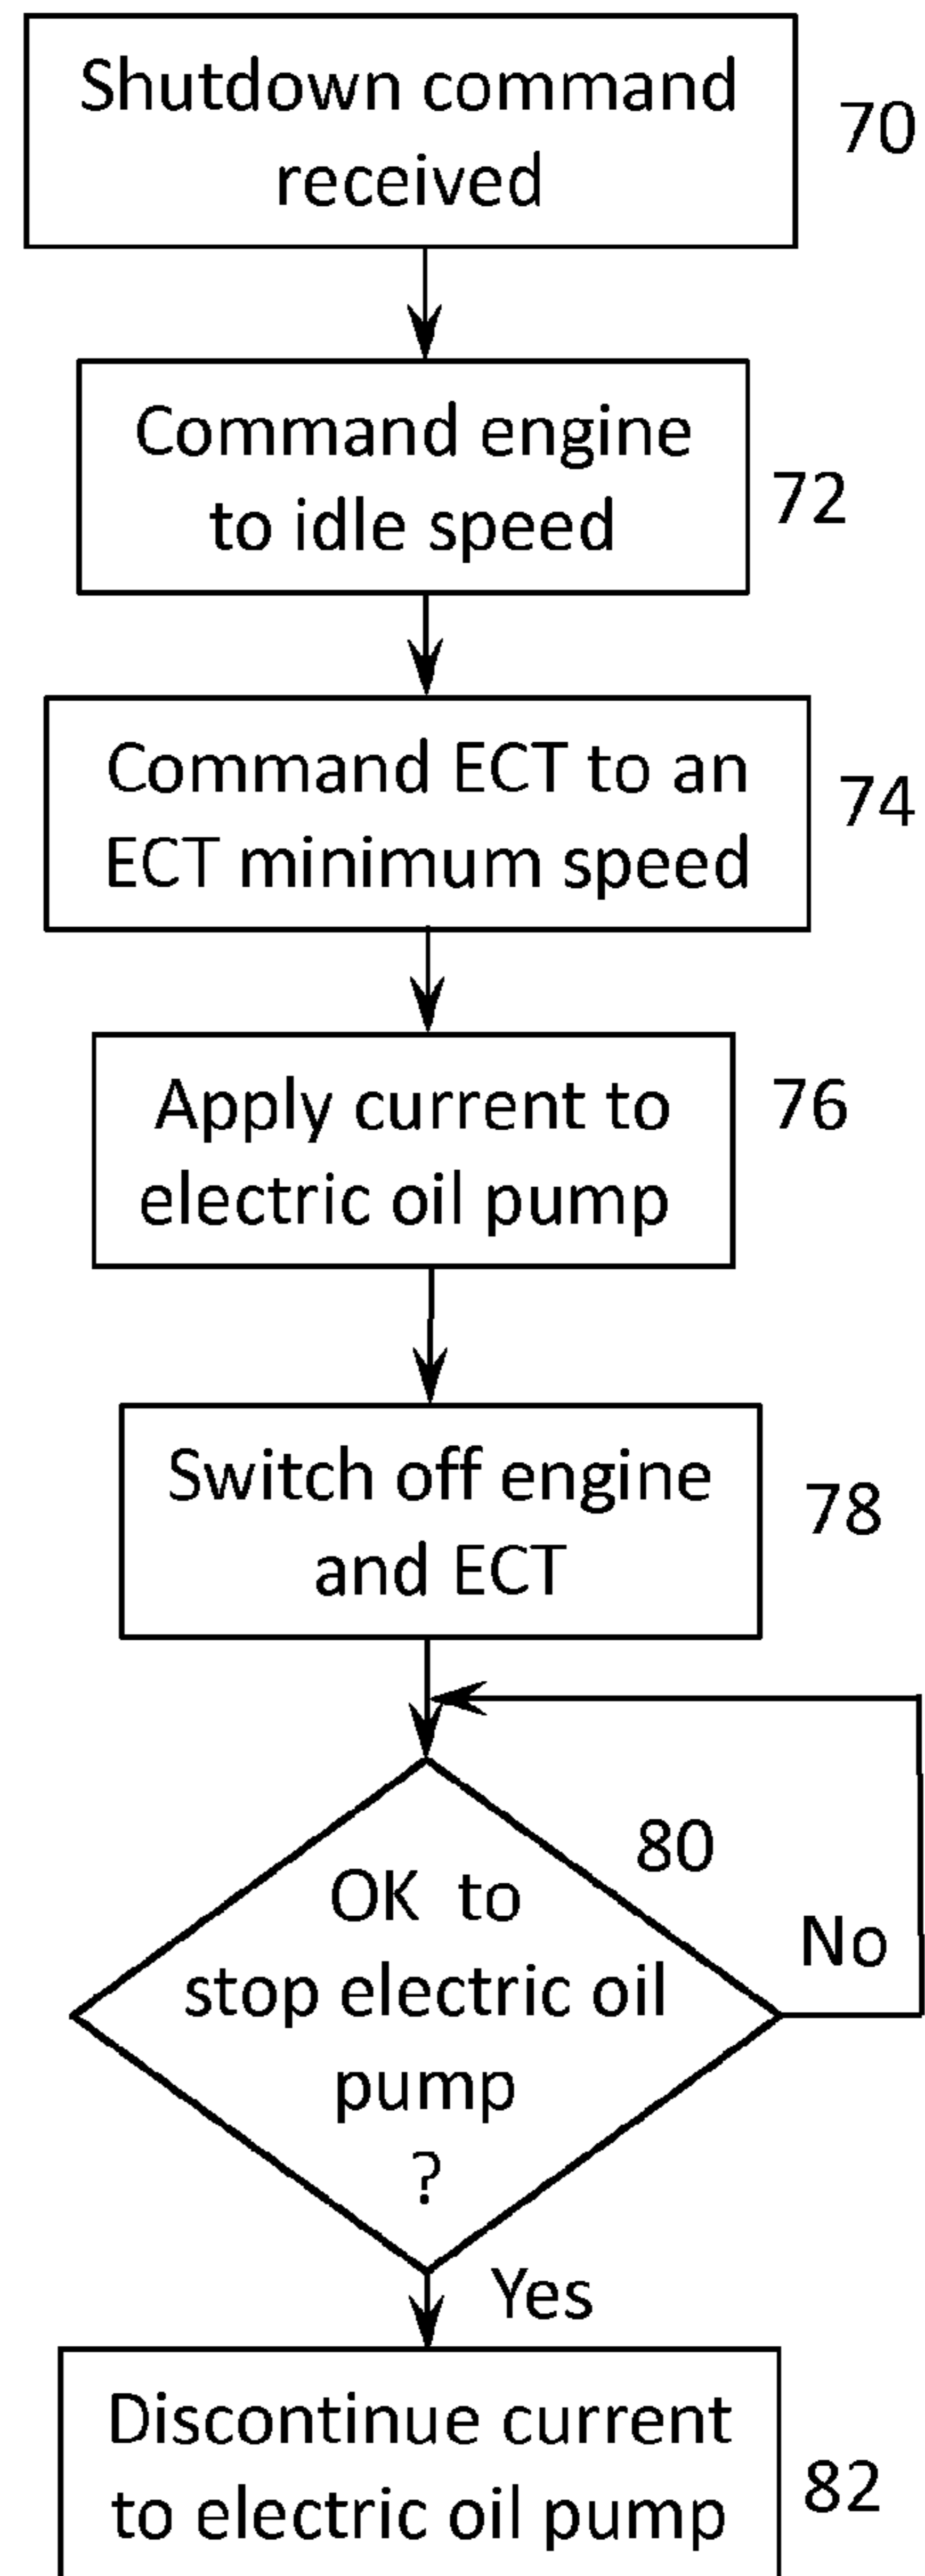 Shutdown command
received
70
Command engine
to idle speed
72
Command ECT to an
ECT minimum speed
74
Apply current to
electric oil pump
76
Switch off engine
and ECT
78
80
OK to
stop electric oil
pump
?
No
Yes
Discontinue current
to electric oil pump
82